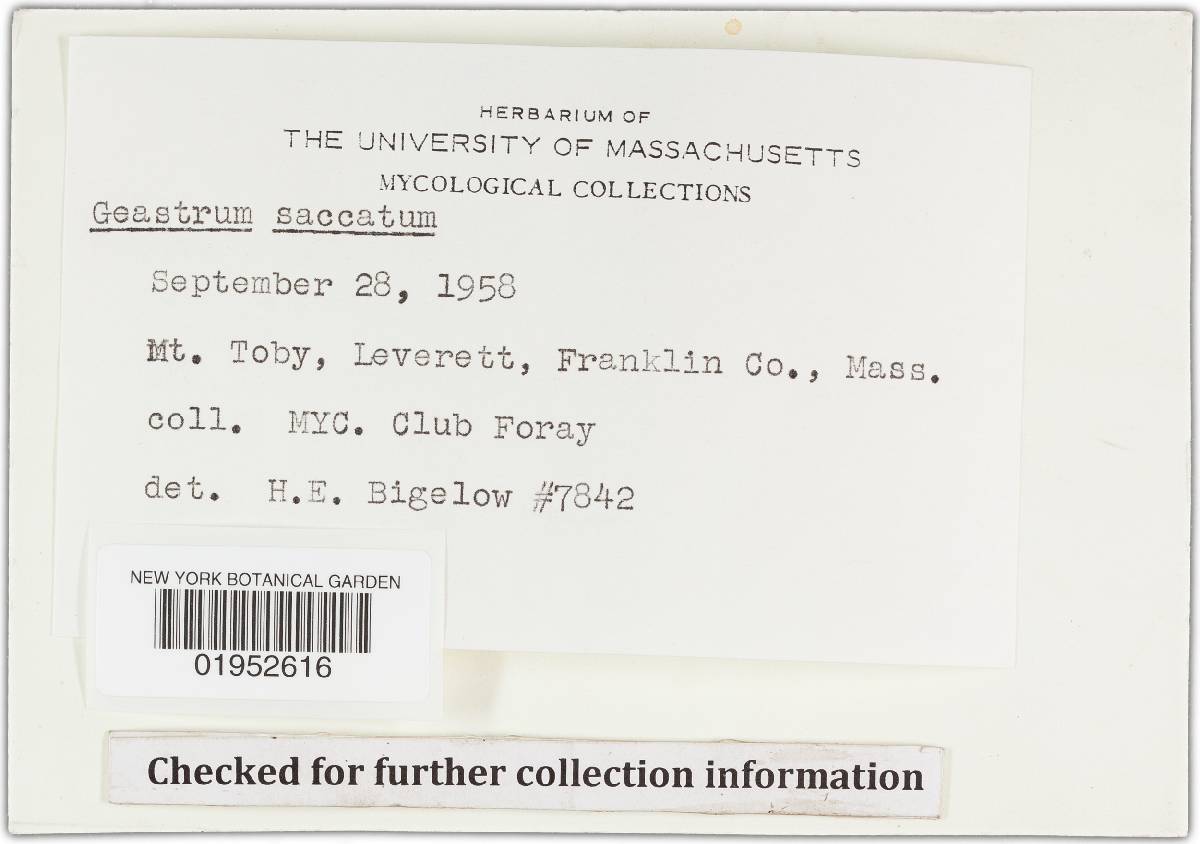 HERBARIUM OF
THE UNIVERSITY OF MASSACHUSETTS
MYCOLOGICAL COLLECTIONS
Geastrum saccatum
September 28, 1958
Mt. Toby, Leverett, Franklin Co., Mass.
coll. MYC. Club Foray
det. H.E. Bigelow #7842
NEW YORK BOTANICAL GARDEN
01952616
Checked for further collection information